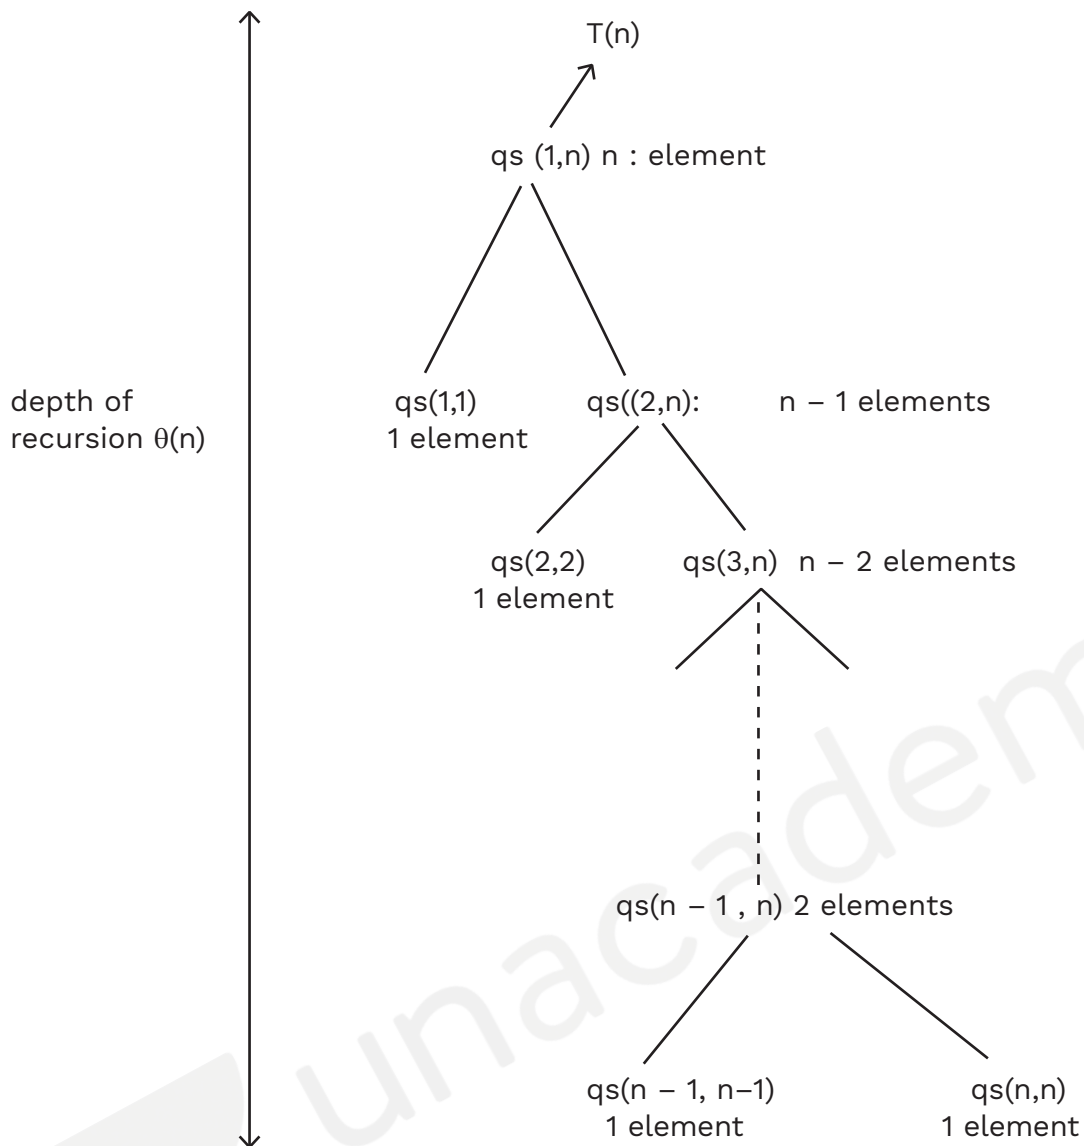 T(n)
qs (1,n) n : element
depth of
recursion θ(n)
qs(1,1)
1 element
qs((2,n):
n – 1 elements
qs(2,2)
1 element
qs(3,n) n – 2 elements
qs(n – 1 , n) 2 elements
qs(n – 1, n–1)
1 element
qs(n,n)
1 element
unacadem